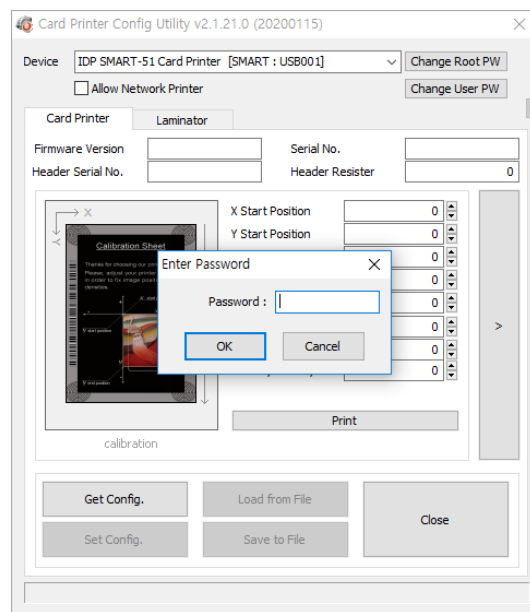 Card Printer Config Utility v2.1.21.0 (20200115)
Device IDP SMART-51 Card Printer [SMART : USB001] Change Root PW
Allow Network Printer Change User PW
Card Printer Laminator
Firmware Version Serial No.
Header Serial No. Header Resister 0
X
Y
Calibration Sheet
X Start Position 0
Y Start Position 0
0
0
0
0
0
0
Enter Password
Password :
OK Cancel
>
Print
calibration
Get Config. Load from File
Set Config. Save to File
Close